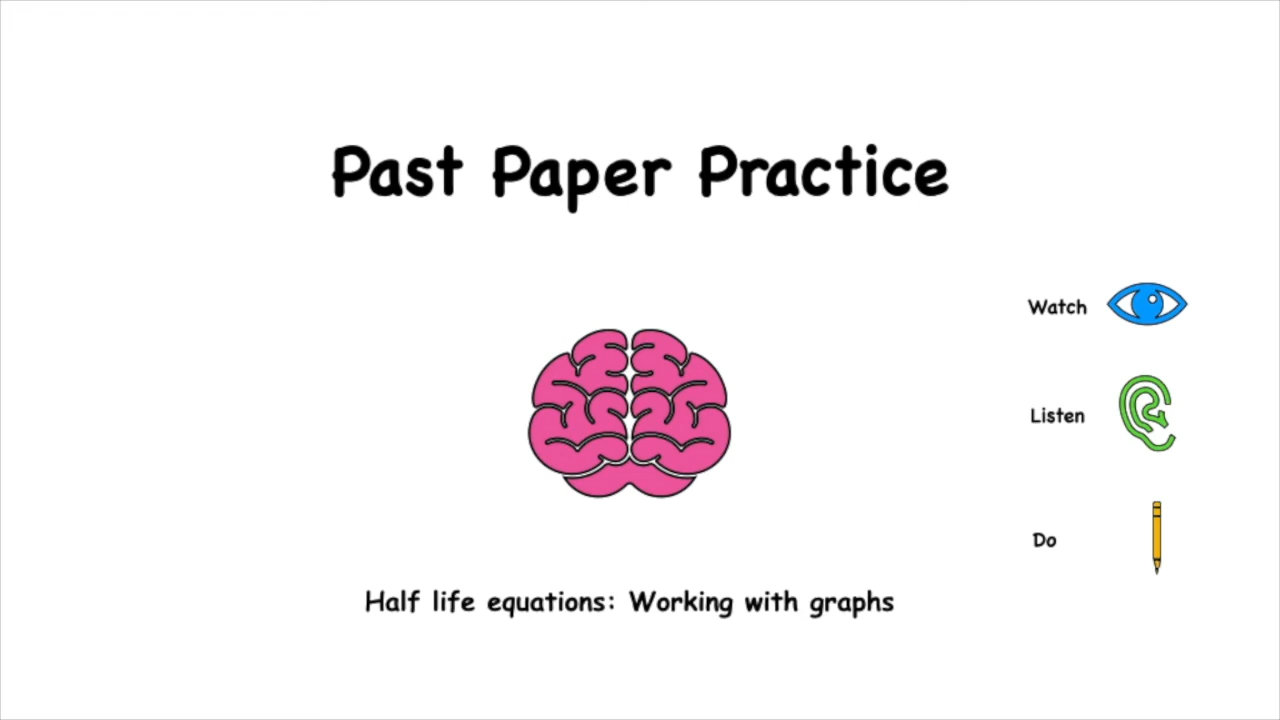 Past Paper Practice
Watch
Listen
Do
Half life equations: Working with graphs